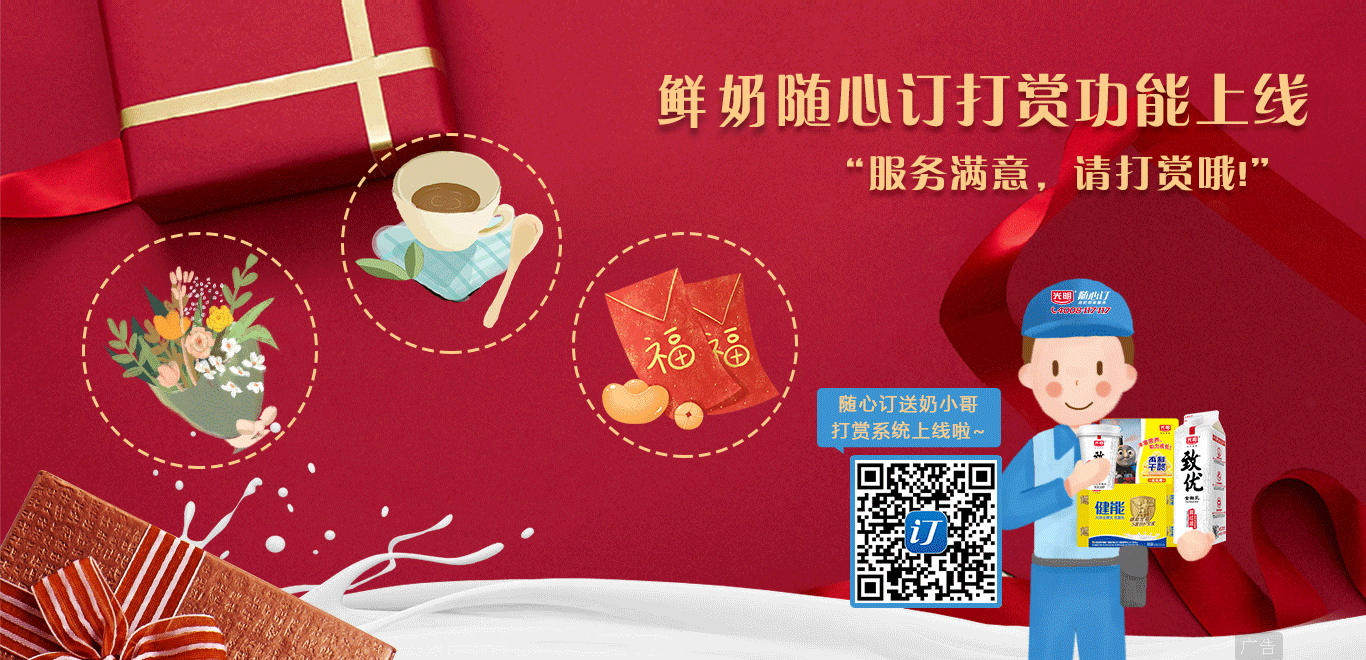 鲜奶随心订打赏功能上线
“服务满意，请打赏哦!”
福
福
光明 随心订
4008117117
随心订送奶小哥
打赏系统上线啦~
订
光明
致优
健能
广告